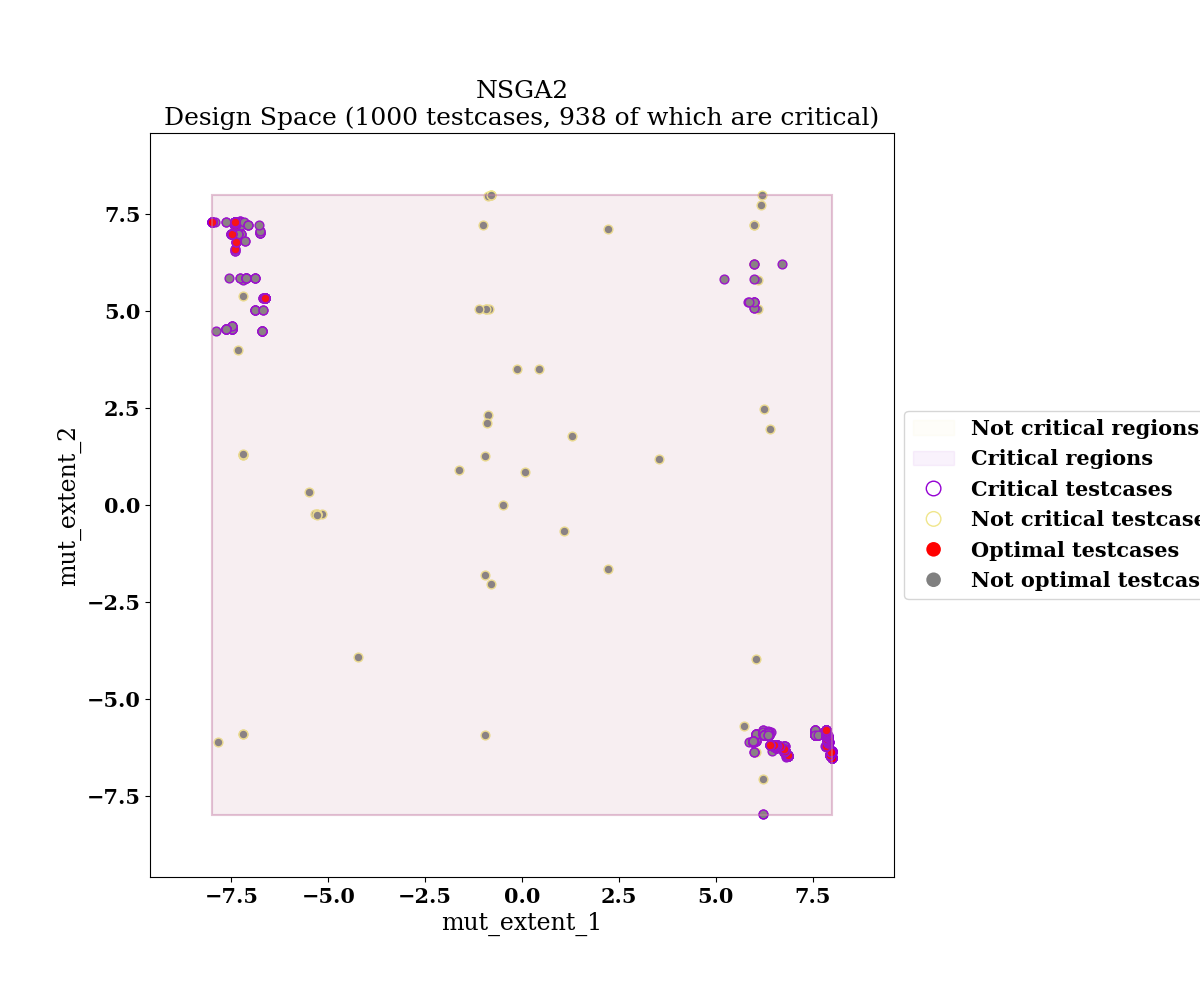 NSGA2
Design Space (1000 testcases, 938 of which are critical)
7.5
5.0
2.5
0.0
−2.5
−5.0
−7.5
mut_extent_2
−7.5
−5.0
−2.5
0.0
2.5
5.0
7.5
mut_extent_1
Not critical regions
Critical regions
Critical testcases
Not critical testcase
Optimal testcases
Not optimal testcas